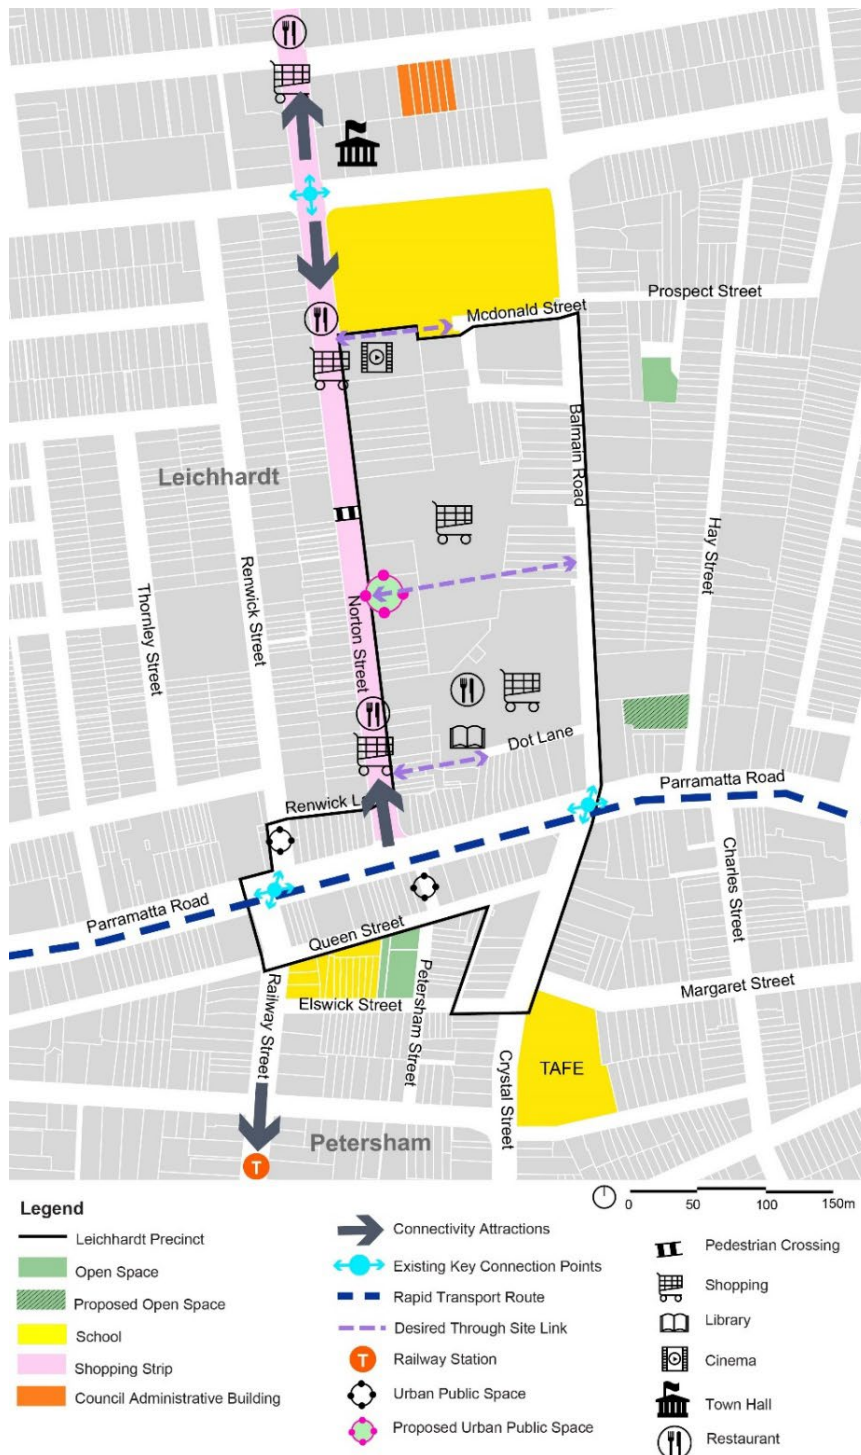 Prospect Street
Mcdonald Street
Balmain Road
Leichhardt
Hay Street
Renwick Street
Thornley Street
Norton Street
Dot Lane
Renwick L
Parramatta Road
Charles Street
Parramatta Road
Queen Street
Petersham Street
Railway Street
Elswick Street
Margaret Street
Crystal Street
TAFE
Petersham
T
Legend
Leichhardt Precinct
Open Space
Proposed Open Space
School
Shopping Strip
Council Administrative Building
Connectivity Attractions
Existing Key Connection Points
Rapid Transport Route
Desired Through Site Link
T
Railway Station
Urban Public Space
Proposed Urban Public Space
0 50 100 150m
Pedestrian Crossing
Shopping
Library
Cinema
Town Hall
Restaurant